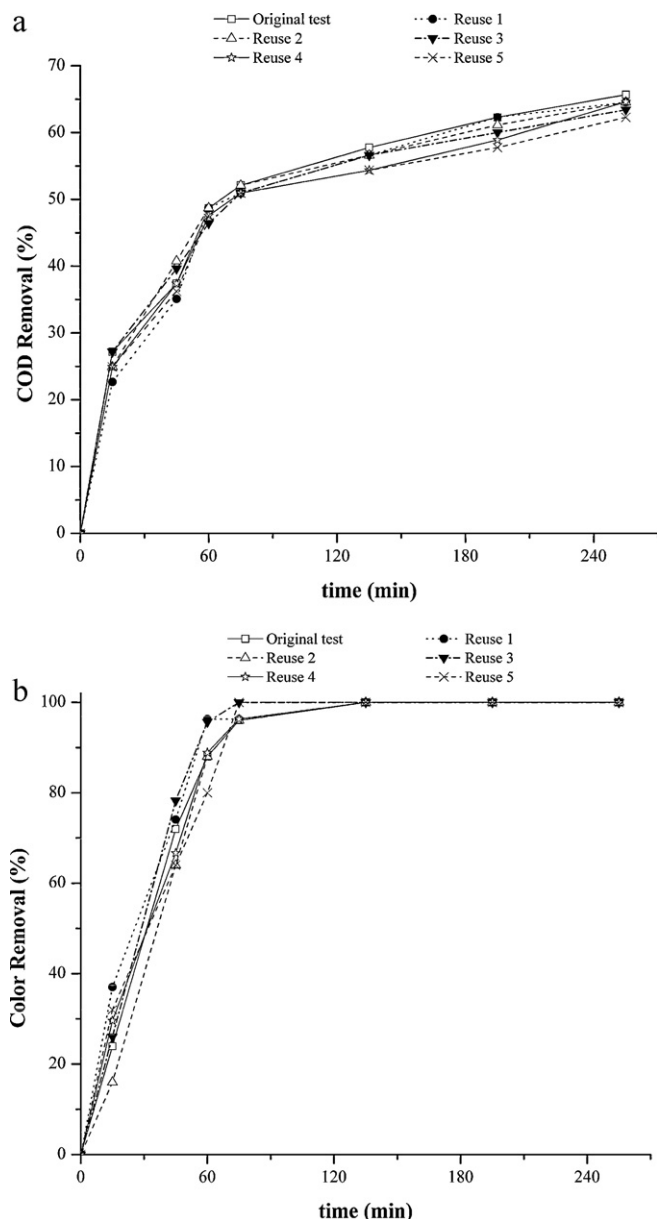 a
Original test Reuse 1
Reuse 2 Reuse 3
Reuse 4 Reuse 5
70
60
50
40
30
20
10
0
COD Removal (%)
0 60 120 180 240
time (min)
b
Original test Reuse 1
Reuse 2 Reuse 3
Reuse 4 Reuse 5
100
80
60
40
20
0
Color Removal (%)
0 60 120 180 240
time (min)